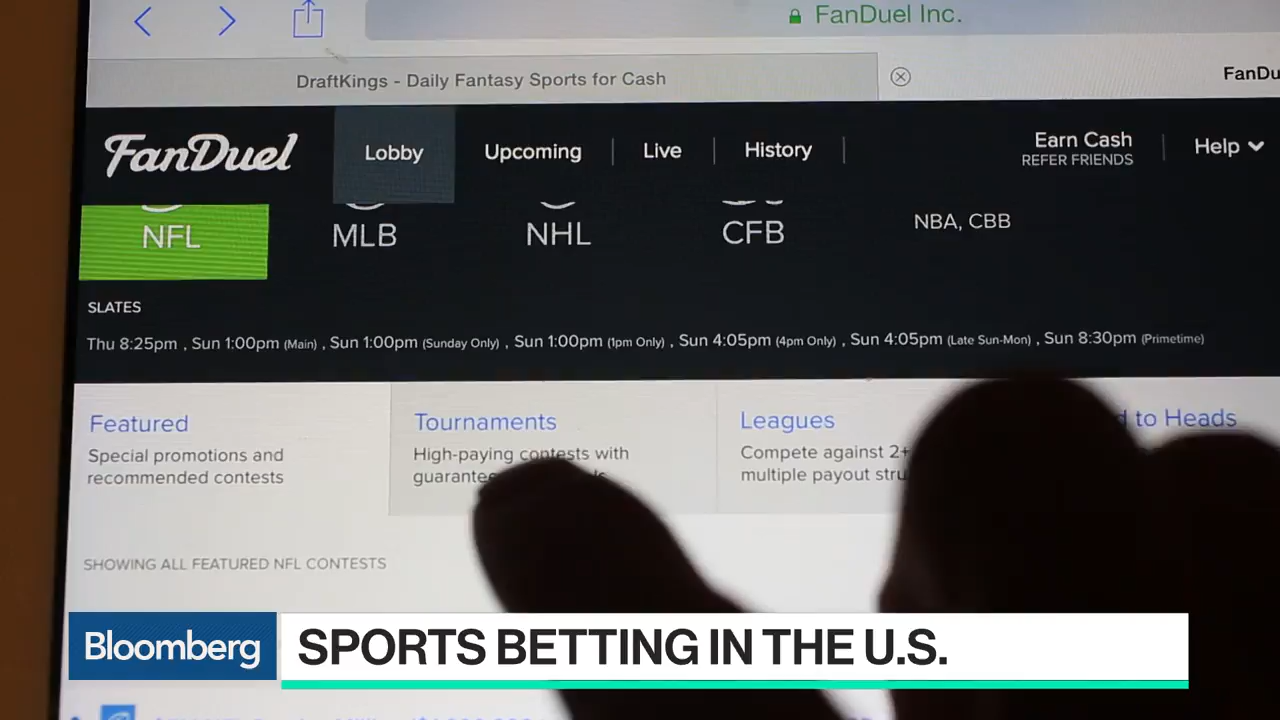 FanDuel Inc.
DraftKings - Daily Fantasy Sports for Cash
FanDu
FanDuel
Lobby
Upcoming
Live
History
Earn Cash
REFER FRIENDS
Help
NFL
MLB
NHL
CFB
NBA, CBB
SLATES
Thu 8:25pm , Sun 1:00pm (Main) , Sun 1:00pm (Sunday Only) , Sun 1:00pm (1pm Only) , Sun 4:05pm (4pm Only) , Sun 4:05pm (Late Sun-Mon) , Sun 8:30pm (Primetime)
Featured
Special promotions and
recommended contests
Tournaments
High-paying contests with
Leagues
Compete against 2+
multiple payout
to Heads
SHOWING ALL FEATURED NFL CONTESTS
Bloomberg
SPORTS BETTING IN THE U.S.